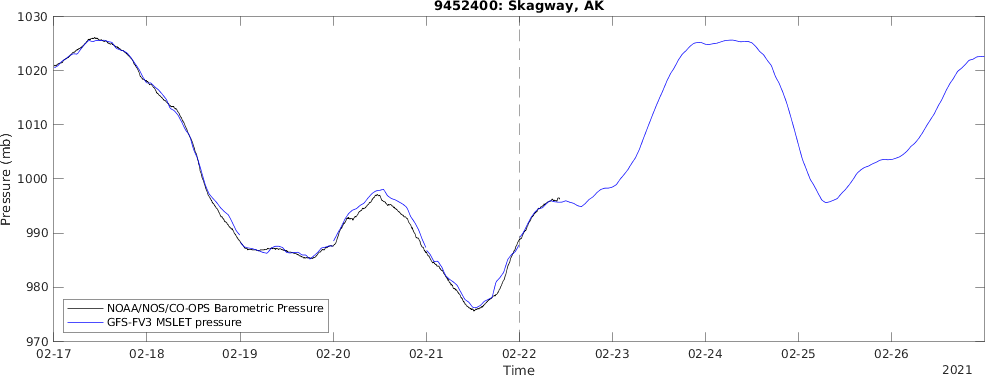 9452400: Skagway, AK
1030
1020
1010
1000
990
980
970
Pressure (mb)
NOAA/NOS/CO-OPS Barometric Pressure
GFS-FV3 MSLET pressure
02-17 02-18 02-19 02-20 02-21 02-22 02-23 02-24 02-25 02-26
Time
2021